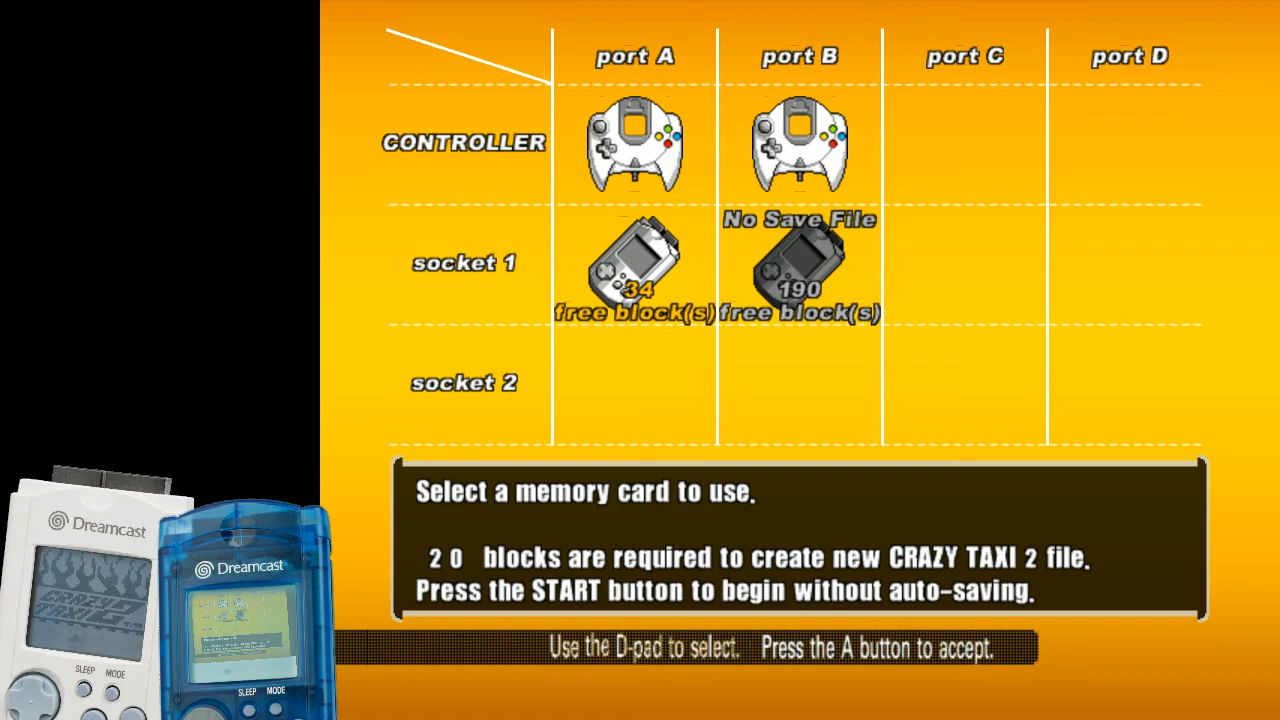 port A port B port C port D
CONTROLLER
No Save File
socket 1
34 190
free block(s) free block(s)
socket 2
Select a memory card to use.
20 blocks are required to create new CRAZY TAXI 2 file.
Press the START button to begin without auto-saving.
Use the D-pad to select. Press the A button to accept.
Dreamcast
CRAZY
TAXI
SLEEP MODE
Dreamcast
SLEEP MODE